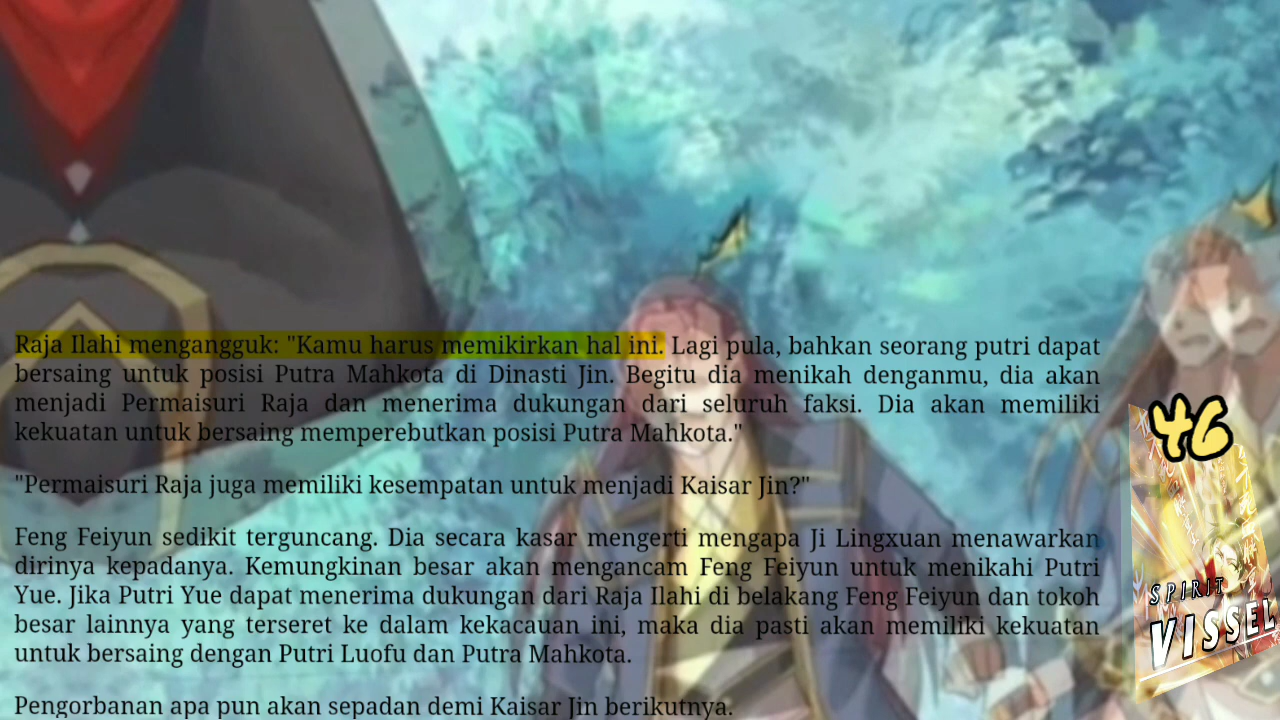 Raja Ilahi mengangguk: "Kamu harus memikirkan hal ini. Lagi pula, bahkan seorang putri dapat
bersaing untuk posisi Putra Mahkota di Dinasti Jin. Begitu dia menikah denganmu, dia akan
menjadi Permaisuri Raja dan menerima dukungan dari seluruh faksi. Dia akan memiliki
kekuatan untuk bersaing memperebutkan posisi Putra Mahkota."
"Permaisuri Raja juga memiliki kesempatan untuk menjadi Kaisar Jin?"
Feng Feiyun sedikit terguncang. Dia secara kasar mengerti mengapa Ji Lingxuan menawarkan
dirinya kepadanya. Kemungkinan besar akan mengancam Feng Feiyun untuk menikahi Putri
Yue. Jika Putri Yue dapat menerima dukungan dari Raja Ilahi di belakang Feng Feiyun dan tokoh
besar lainnya yang terseret ke dalam kekacauan ini, maka dia pasti akan memiliki kekuatan
untuk bersaing dengan Putri Luofu dan Putra Mahkota.
Pengorbanan apa pun akan sepadan demi Kaisar Jin berikutnya.
46
SPIRIT
VISSEL